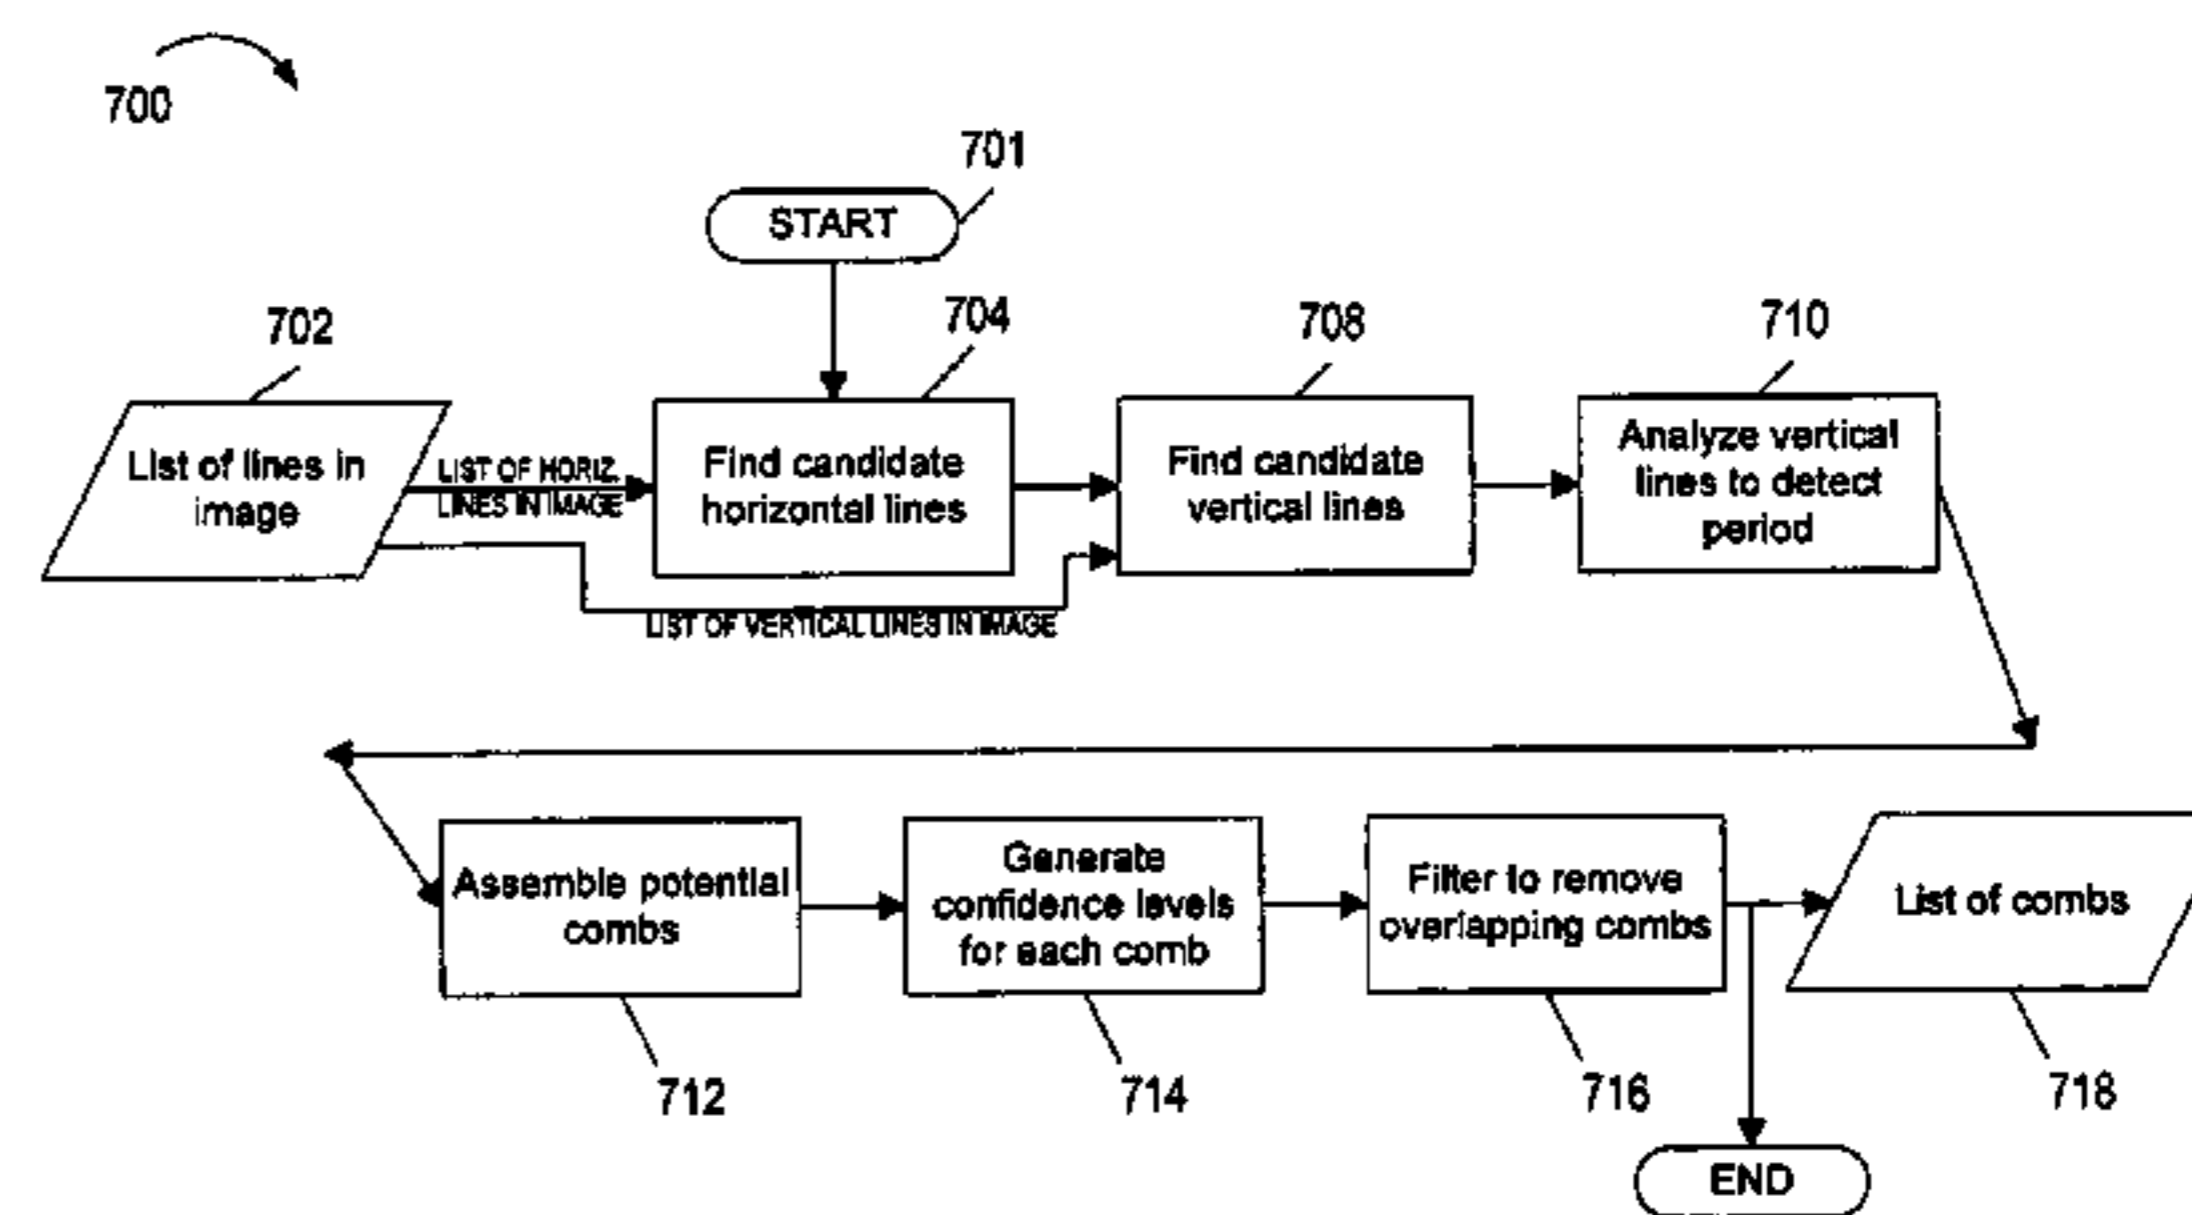 700
701
START
702
704
708
710
List of lines in
image
LIST OF HORIZ.
LINES IN IMAGE
Find candidate
horizontal lines
Find candidate
vertical lines
Analyze vertical
lines to detect
period
LIST OF VERTICAL LINES IN IMAGE
Assemble potential
combs
Generate
confidence levels
for each comb
Filter to remove
overlapping combs
List of combs
712
714
716
718
END